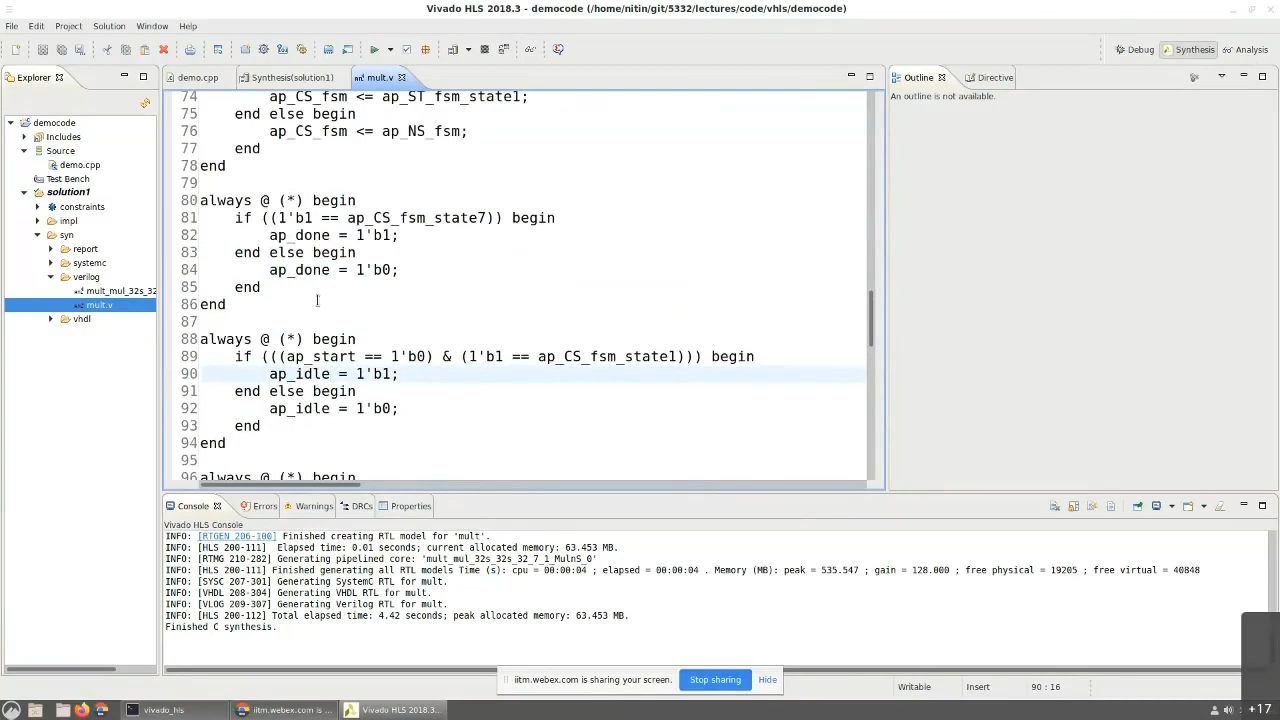 Vivado HLS 2018.3 - democode (/home/nitin/git/5332/lectures/code/vhls/democode)
File Edit Project Solution Window Help
Debug Synthesis Analysis
Explorer
demo.cpp Synthesis(solution1) mult.v
Outline Directive
An outline is not available.
democode
Includes
Source
demo.cpp
Test Bench
solution1
constraints
impl
syn
report
systemc
verilog
mult_mul_32s_32
mult.v
vhdl
74 ap_CS_fsm <= ap_ST_fsm_state1;
75 end else begin
76 ap_CS_fsm <= ap_NS_fsm;
77 end
78 end
79
80 always @ (*) begin
81 if ((1'b1 == ap_CS_fsm_state7)) begin
82 ap_done = 1'b1;
83 end else begin
84 ap_done = 1'b0;
85 end
86 end
87
88 always @ (*) begin
89 if (((ap_start == 1'b0) & (1'b1 == ap_CS_fsm_state1))) begin
90 ap_idle = 1'b1;
91 end else begin
92 ap_idle = 1'b0;
93 end
94 end
95
96 always @ (*) begin
Console Errors Warnings DRCs Properties
Vivado HLS Console
INFO: [RTGEN 206-100] Finished creating RTL model for 'mult'.
INFO: [HLS 200-111]  Elapsed time: 0.01 seconds; current allocated memory: 63.453 MB.
INFO: [RTMG 210-282] Generating pipelined core: 'mult_mul_32s_32s_32_7_1_MulnS_0'
INFO: [HLS 200-111] Finished generating all RTL models Time (s): cpu = 00:00:04 ; elapsed = 00:00:04 . Memory (MB): peak = 535.547 ; gain = 128.000 ; free physical = 19205 ; free virtual = 40848
INFO: [SYSC 207-301] Generating SystemC RTL for mult.
INFO: [VHDL 208-304] Generating VHDL RTL for mult.
INFO: [VLOG 209-307] Generating Verilog RTL for mult.
INFO: [HLS 200-112] Total elapsed time: 4.42 seconds; peak allocated memory: 63.453 MB.
Finished C synthesis.
iitm.webex.com is sharing your screen. Stop sharing Hide
Writable Insert 90 : 16
vivado_hls iitm.webex.com is ... Vivado HLS 2018.3... +17